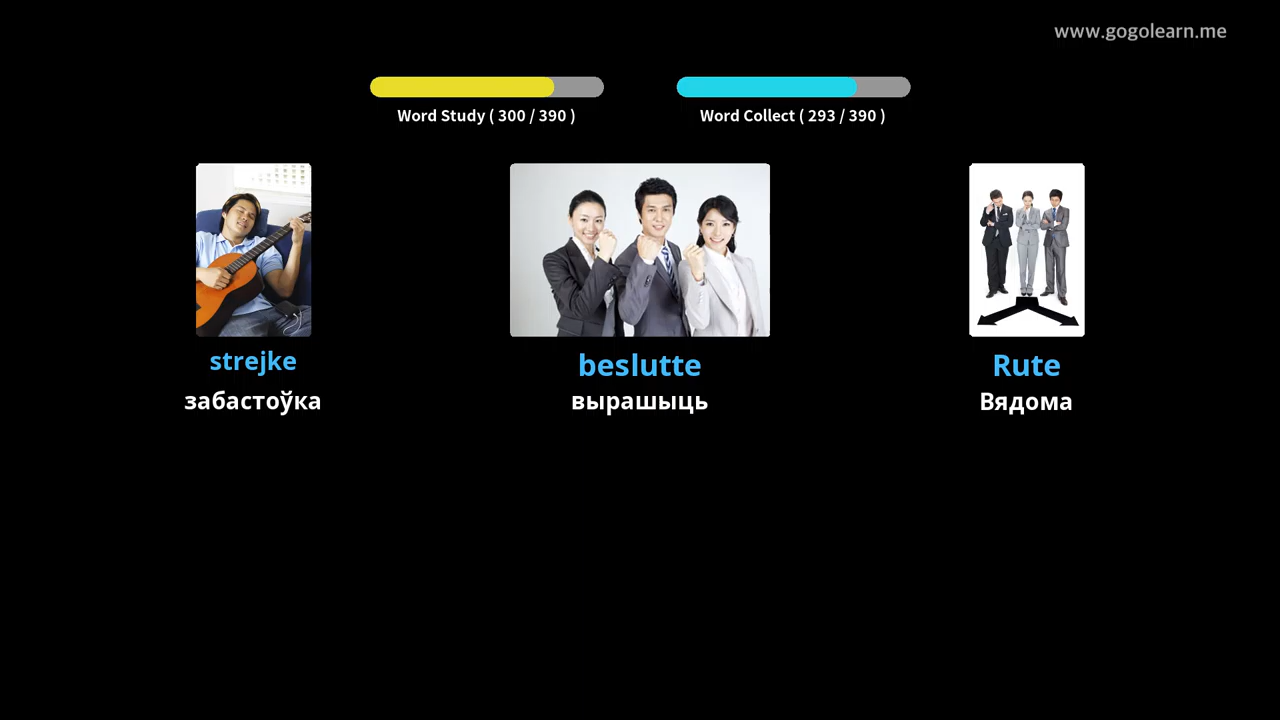 www.gogolearn.me
Word Study ( 300 / 390 )
Word Collect ( 293 / 390 )
strejke
забастоўка
beslutte
вырашыць
Rute
Вядома